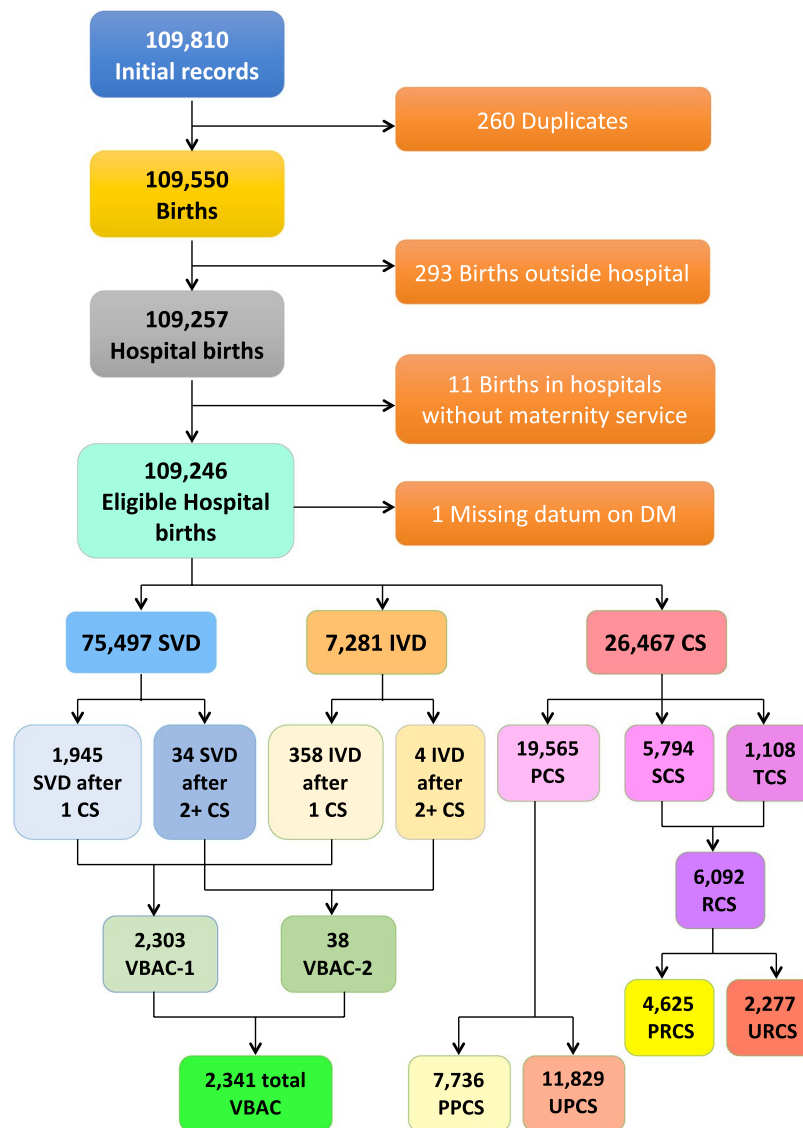 109,810
Initial records
260 Duplicates
109,550
Births
293 Births outside hospital
109,257
Hospital births
11 Births in hospitals
without maternity service
109,246
Eligible Hospital
births
1 Missing datum on DM
75,497 SVD
7,281 IVD
26,467 CS
1,945
SVD after
1 CS
34 SVD
after
2+ CS
358 IVD
after
1 CS
4 IVD
after
2+ CS
19,565
PCS
5,794
SCS
1,108
TCS
6,092
RCS
2,303
VBAC-1
38
VBAC-2
4,625
PRCS
2,277
URCS
2,341 total
VBAC
7,736
PPCS
11,829
UPCS